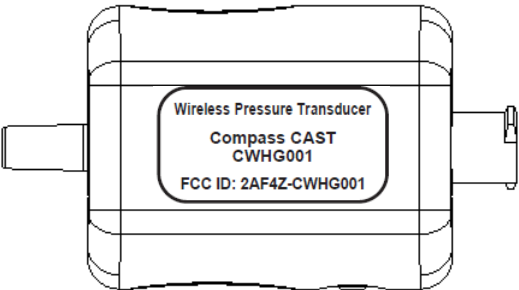 Wireless Pressure Transducer
Compass CAST
CWHG001
FCC ID: 2AF4Z-CWHG001